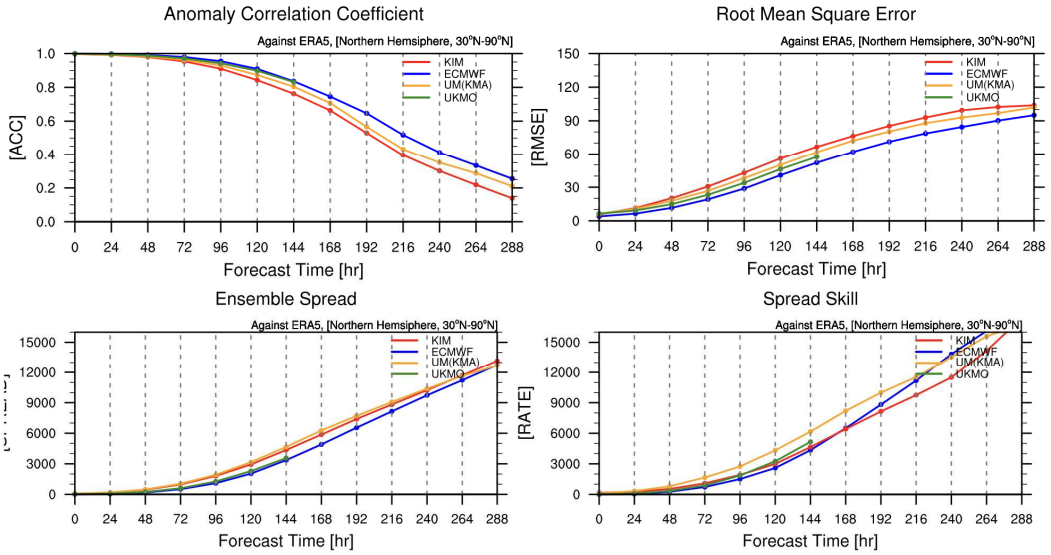 Anomaly Correlation Coefficient
Against ERA5, [Northern Hemsiphere, 30°N-90°N]
KIM
ECMWF
UM(KMA)
UKMO
[ACC]
1.0
0.8
0.6
0.4
0.2
0.0
0 24 48 72 96 120 144 168 192 216 240 264 288
Forecast Time [hr]
Root Mean Square Error
Against ERA5, [Northern Hemsiphere, 30°N-90°N]
KIM
ECMWF
UM(KMA)
UKMO
[RMSE]
150
120
90
60
30
0
0 24 48 72 96 120 144 168 192 216 240 264 288
Forecast Time [hr]
Ensemble Spread
Against ERA5, [Northern Hemsiphere, 30°N-90°N]
KIM
ECMWF
UM(KMA)
UKMO
15000
12000
9000
6000
3000
0
0 24 48 72 96 120 144 168 192 216 240 264 288
Forecast Time [hr]
Spread Skill
Against ERA5, [Northern Hemsiphere, 30°N-90°N]
KIM
ECMWF
UM(KMA)
UKMO
[RATE]
15000
12000
9000
6000
3000
0
0 24 48 72 96 120 144 168 192 216 240 264 288
Forecast Time [hr]